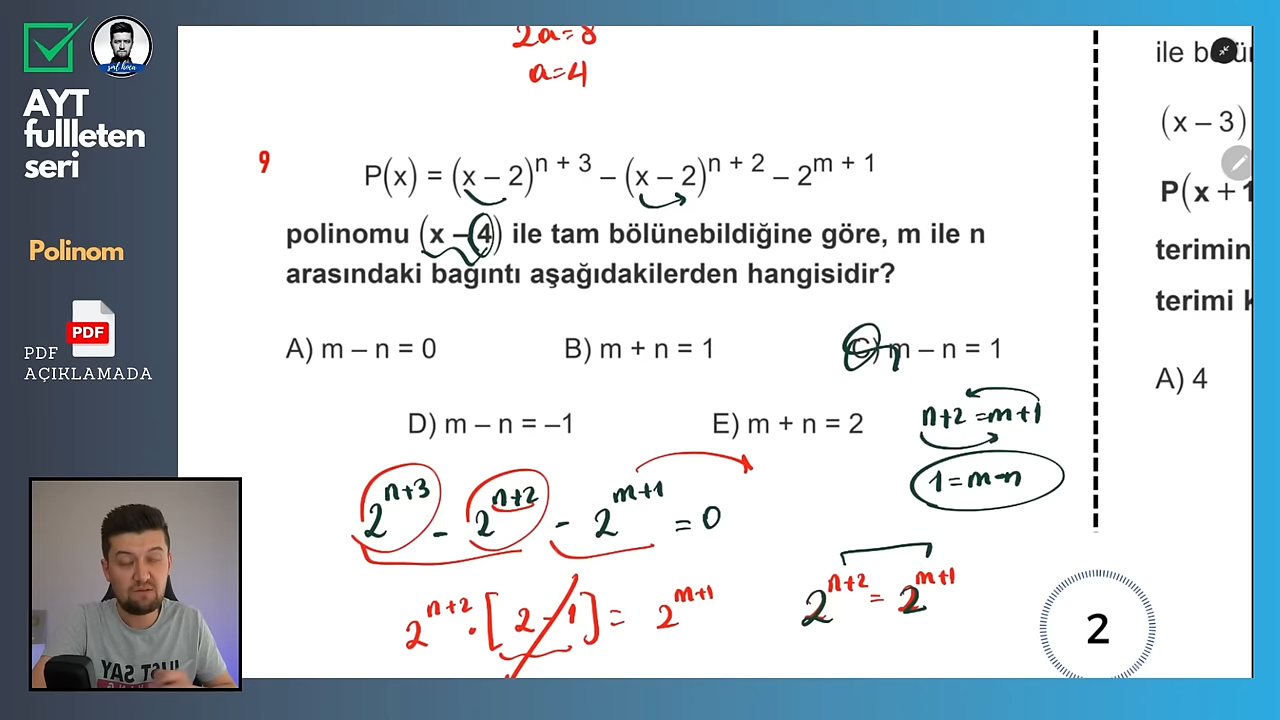 2a=8
a=4
AYT
fullleten
seri
Polinom
PDF
PDF
AÇIKLAMADA
9
P(x) = (x – 2)^{n + 3} – (x – 2)^{n + 2} – 2^{m + 1}
polinomu (x – 4) ile tam bölünebildiğine göre, m ile n
arasındaki bağıntı aşağıdakilerden hangisidir?
A) m – n = 0
B) m + n = 1
C) m – n = 1
D) m – n = –1
E) m + n = 2
n+2 = m+1
1 = m-n
2^{n+3} - 2^{n+2} - 2^{m+1} = 0
2^{n+2} . [2 - 1] = 2^{m+1}
2^{n+2} = 2^{m+1}
ile
(x – 3)
P(x + 1
terimin
terimi
A) 4
2